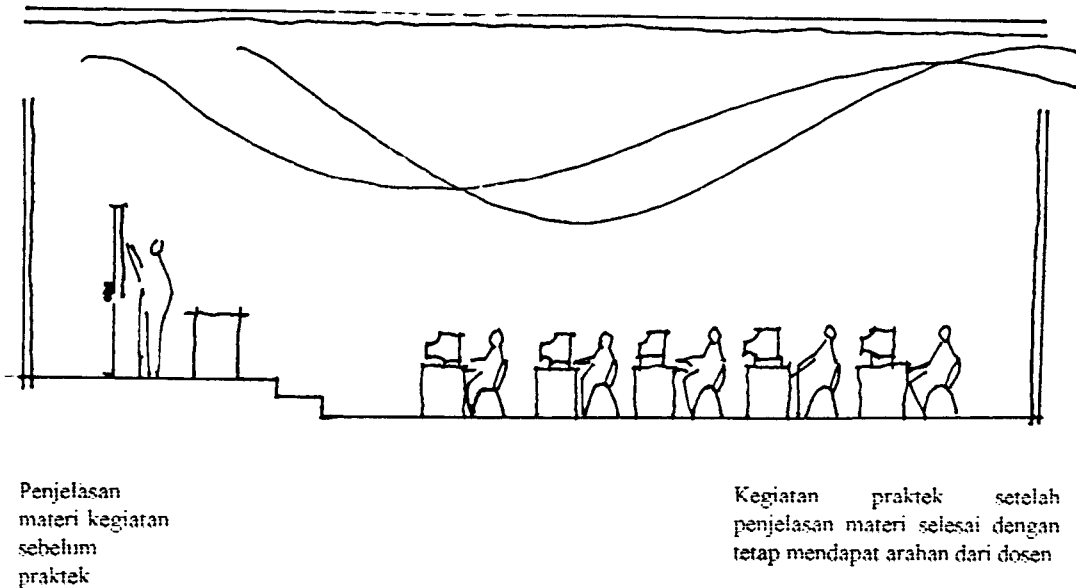 Penjelasan
materi kegiatan
sebelum
praktek
Kegiatan praktek setelah
penjelasan materi selesai dengan
tetap mendapat arahan dari dosen